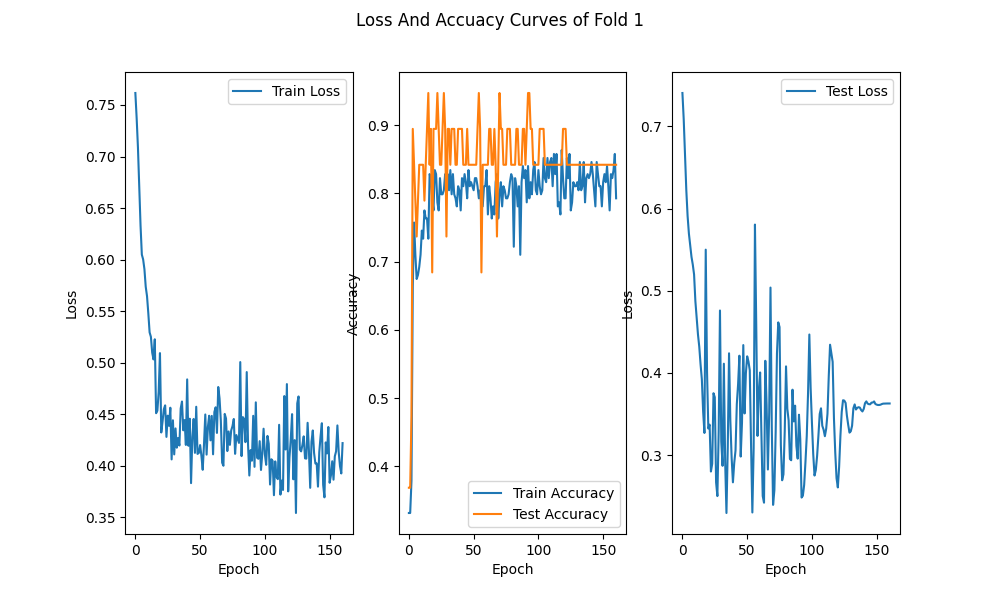 Loss And Accuacy Curves of Fold 1
Train Loss
0.75
0.70
0.65
0.60
0.55
0.50
0.45
0.40
0.35
Loss
0 50 100 150
Epoch
0.9
0.8
0.7
0.6
0.5
0.4
Accuracy
Train Accuracy
Test Accuracy
0 50 100 150
Epoch
Test Loss
0.7
0.6
0.5
0.4
0.3
Loss
0 50 100 150
Epoch